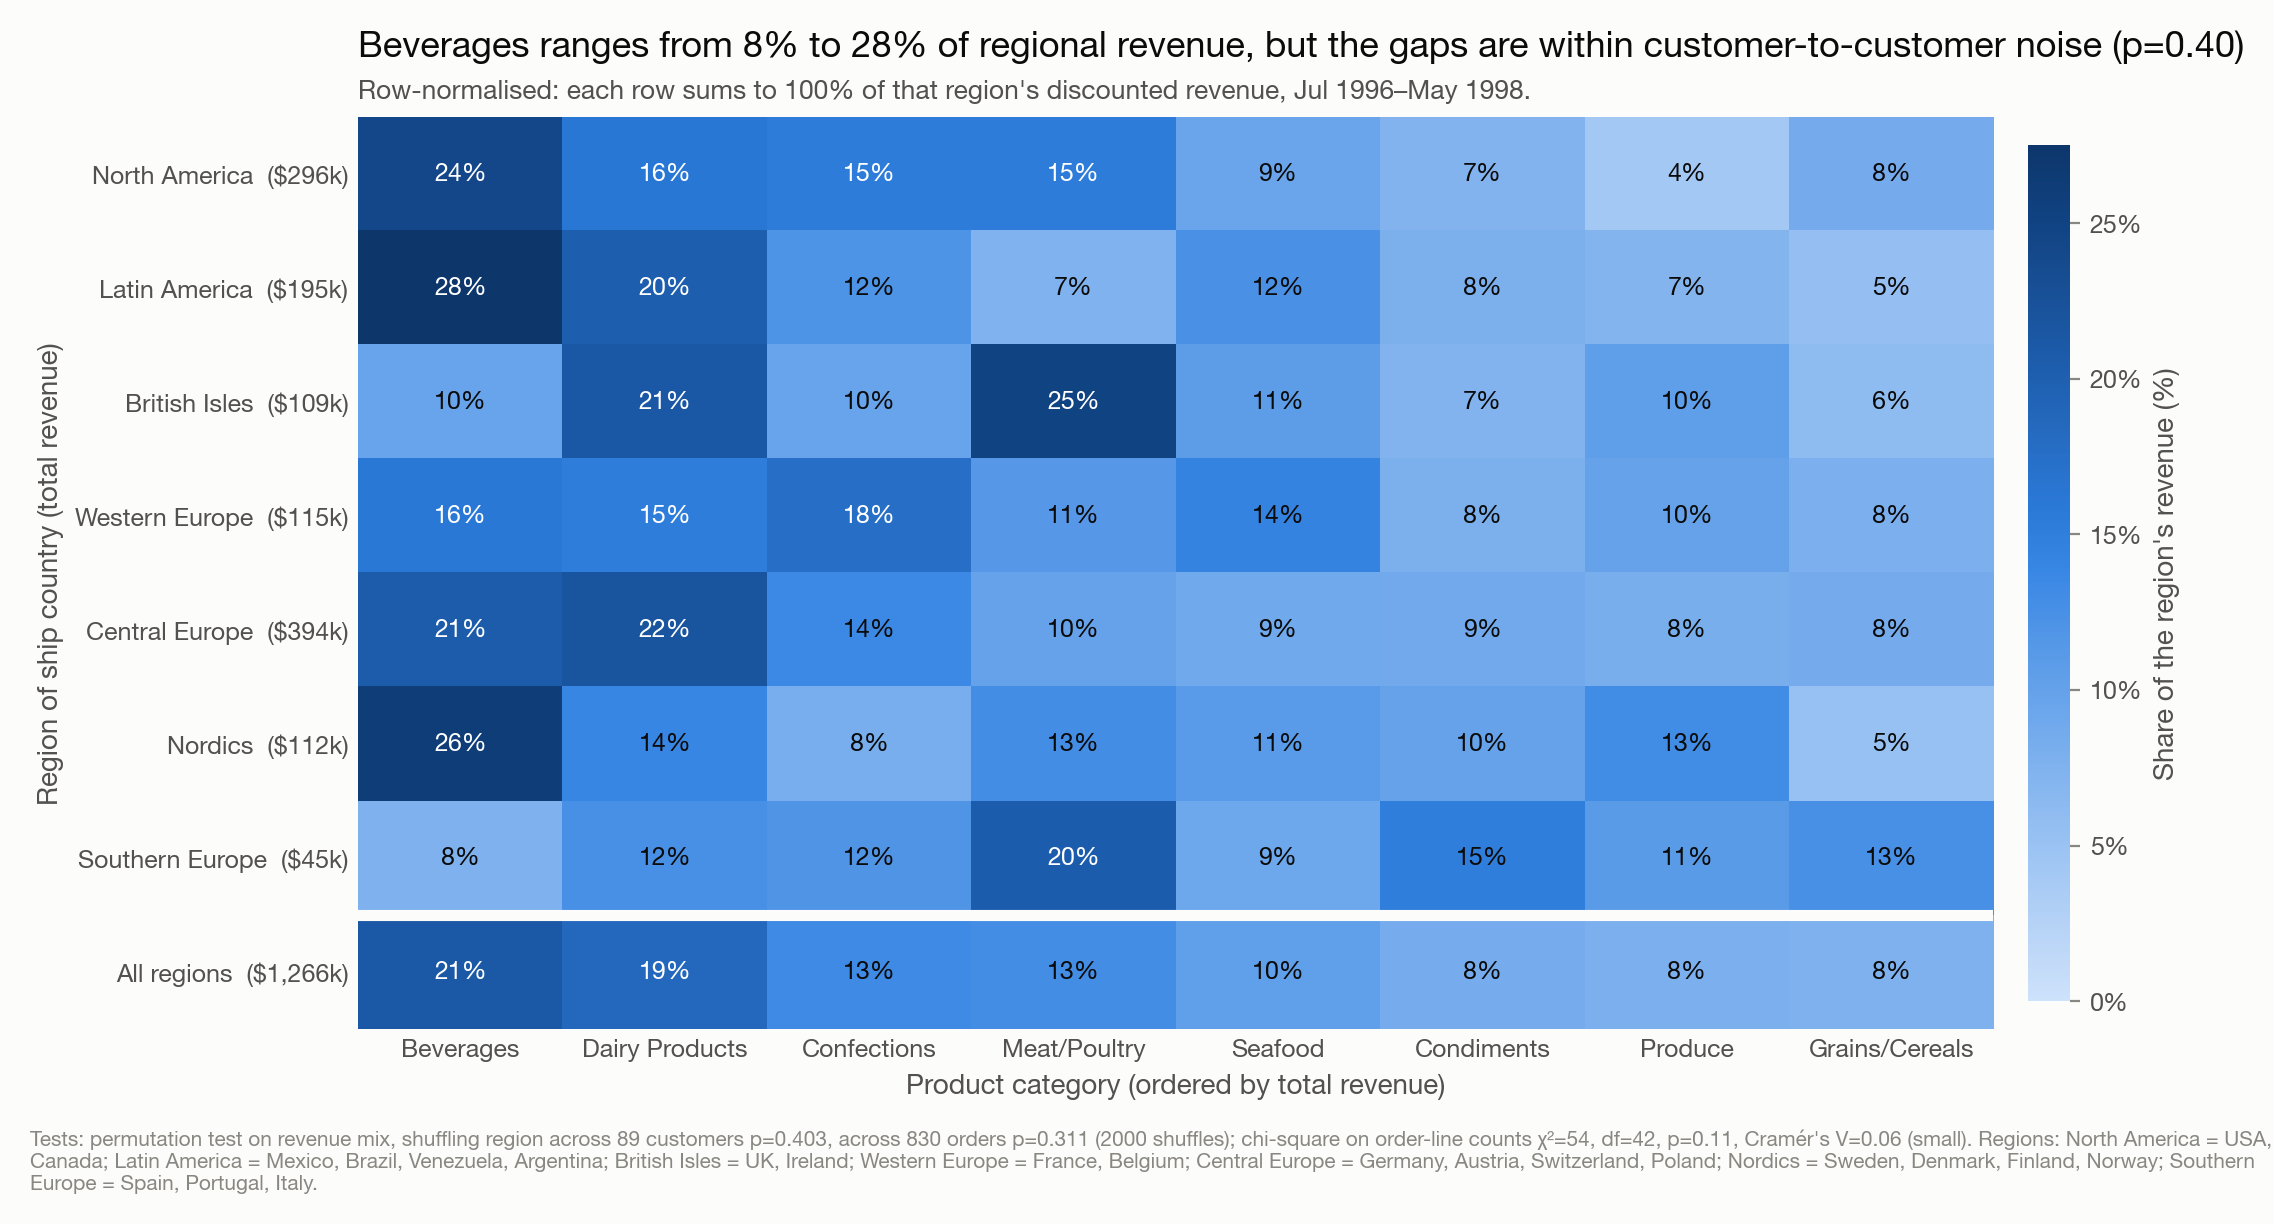 Beverages ranges from 8% to 28% of regional revenue, but the gaps are within customer-to-customer noise (p=0.40)
Row-normalised: each row sums to 100% of that region's discounted revenue, Jul 1996–May 1998.
Region of ship country (total revenue)
North America ($296k) 24% 16% 15% 15% 9% 7% 4% 8%
Latin America ($195k) 28% 20% 12% 7% 12% 8% 7% 5%
British Isles ($109k) 10% 21% 10% 25% 11% 7% 10% 6%
Western Europe ($115k) 16% 15% 18% 11% 14% 8% 10% 8%
Central Europe ($394k) 21% 22% 14% 10% 9% 9% 8% 8%
Nordics ($112k) 26% 14% 8% 13% 11% 10% 13% 5%
Southern Europe ($45k) 8% 12% 12% 20% 9% 15% 11% 13%
All regions ($1,266k) 21% 19% 13% 13% 10% 8% 8% 8%
Beverages Dairy Products Confections Meat/Poultry Seafood Condiments Produce Grains/Cereals
Product category (ordered by total revenue)
25%
20%
15%
10%
5%
0%
Share of the region's revenue (%)
Tests: permutation test on revenue mix, shuffling region across 89 customers p=0.403, across 830 orders p=0.311 (2000 shuffles); chi-square on order-line counts χ²=54, df=42, p=0.11, Cramér's V=0.06 (small). Regions: North America = USA,
Canada; Latin America = Mexico, Brazil, Venezuela, Argentina; British Isles = UK, Ireland; Western Europe = France, Belgium; Central Europe = Germany, Austria, Switzerland, Poland; Nordics = Sweden, Denmark, Finland, Norway; Southern
Europe = Spain, Portugal, Italy.